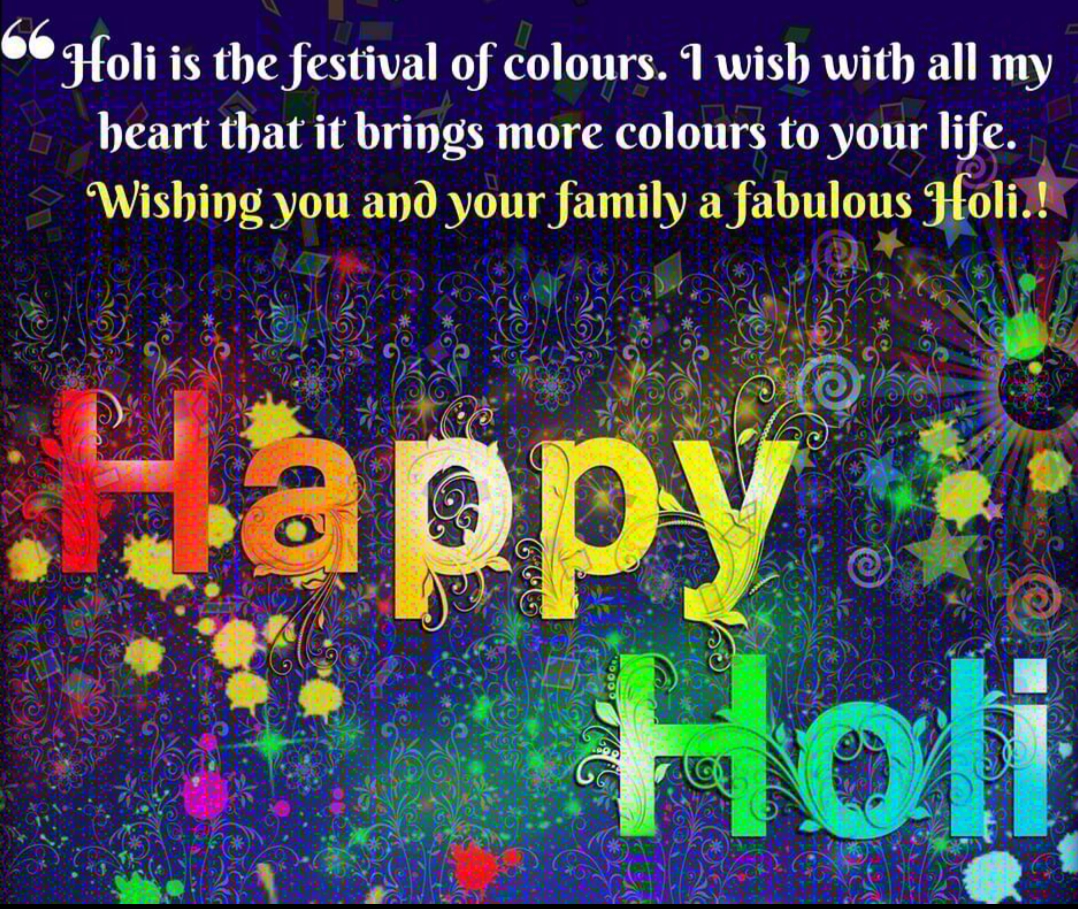 “Holi is the festival of colours. I wish with all my
heart that it brings more colours to your life.
Wishing you and your family a fabulous Holi.!
Happy
Holi